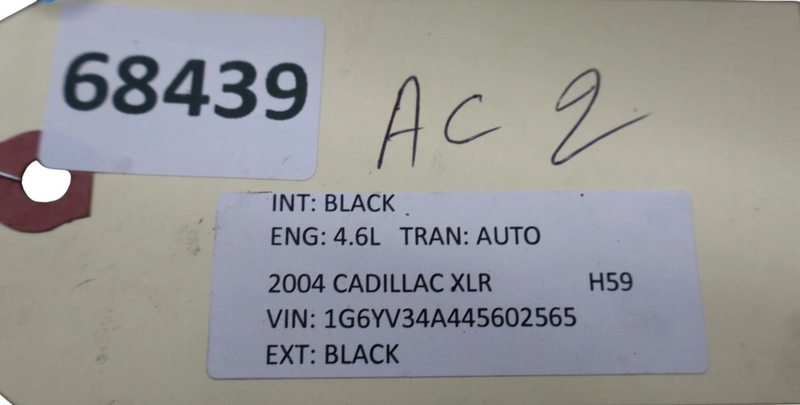 68439
AC 2
INT: BLACK
ENG: 4.6L TRAN: AUTO
2004 CADILLAC XLR H59
VIN: 1G6YV34A445602565
EXT: BLACK